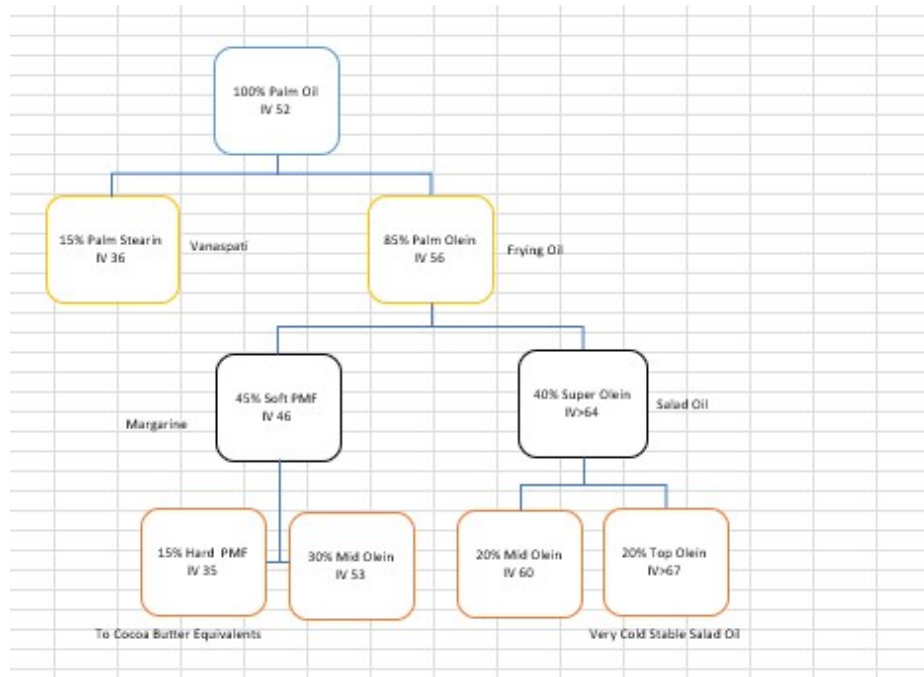 100% Palm Oil
IV 52
15% Palm Stearin
IV 36
Vanaspati
85% Palm Olein
IV 56
Frying Oil
45% Soft PMF
IV 46
Margarine
40% Super Olein
IV>64
Salad Oil
15% Hard PMF
IV 35
30% Mid Olein
IV 53
20% Mid Olein
IV 60
20% Top Olein
IV>67
To Cocoa Butter Equivalents
Very Cold Stable Salad Oil